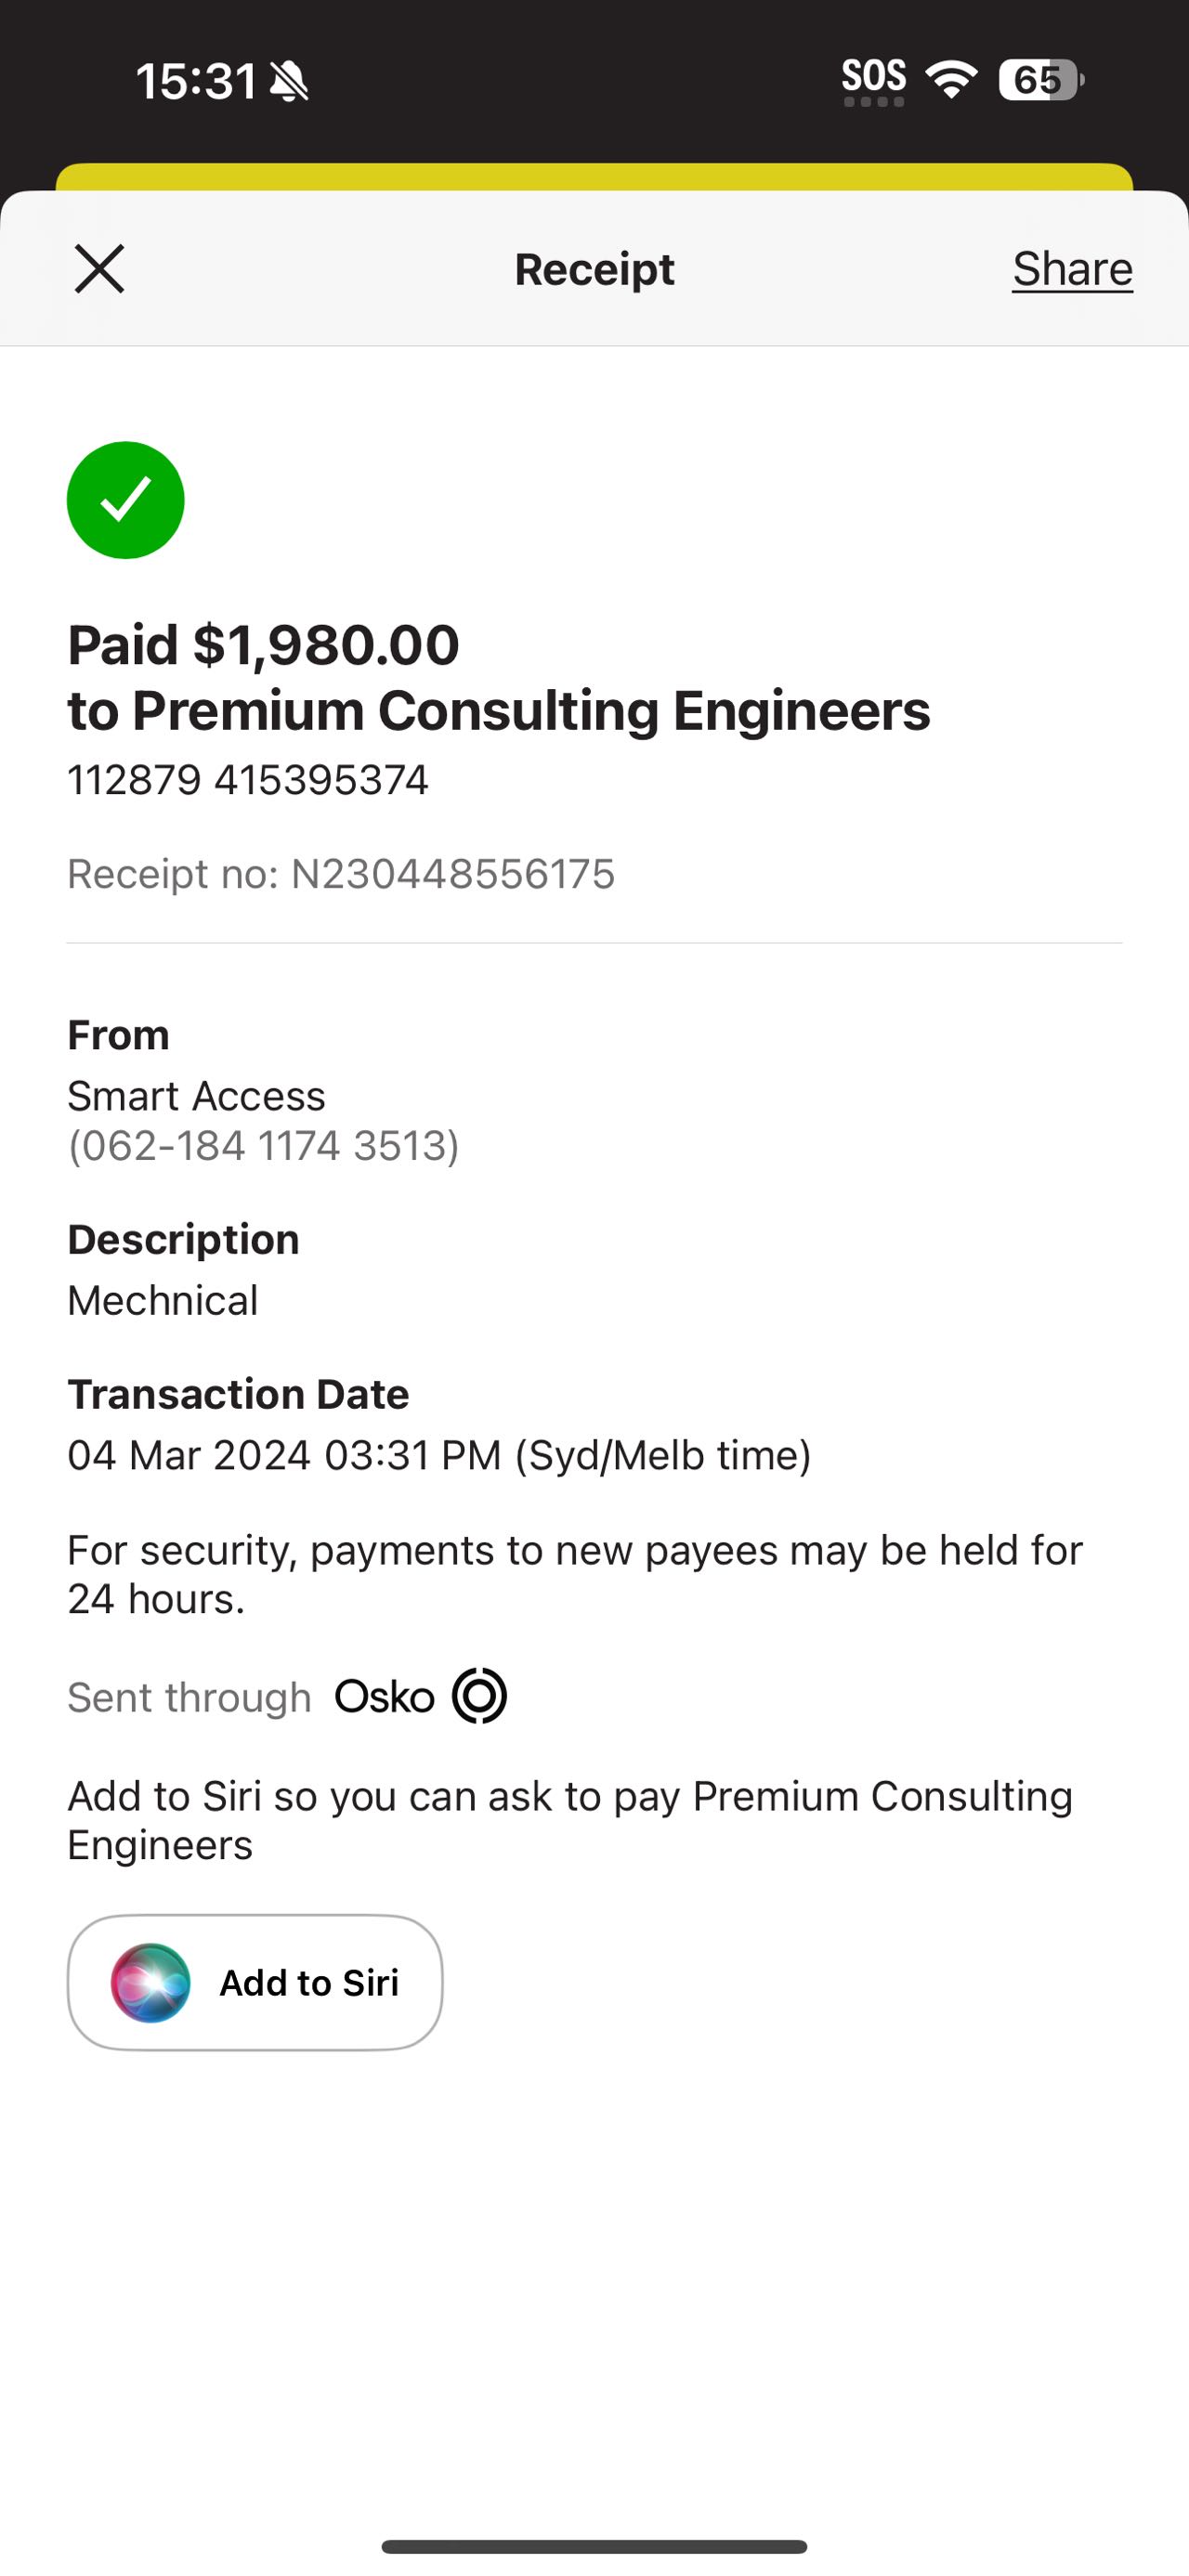 15:31
SOS
65
Receipt
Share
Paid $1,980.00
to Premium Consulting Engineers
112879 415395374
Receipt no: N230448556175
From
Smart Access
(062-184 1174 3513)
Description
Mechnical
Transaction Date
04 Mar 2024 03:31 PM (Syd/Melb time)
For security, payments to new payees may be held for
24 hours.
Sent through Osko
Add to Siri so you can ask to pay Premium Consulting
Engineers
Add to Siri